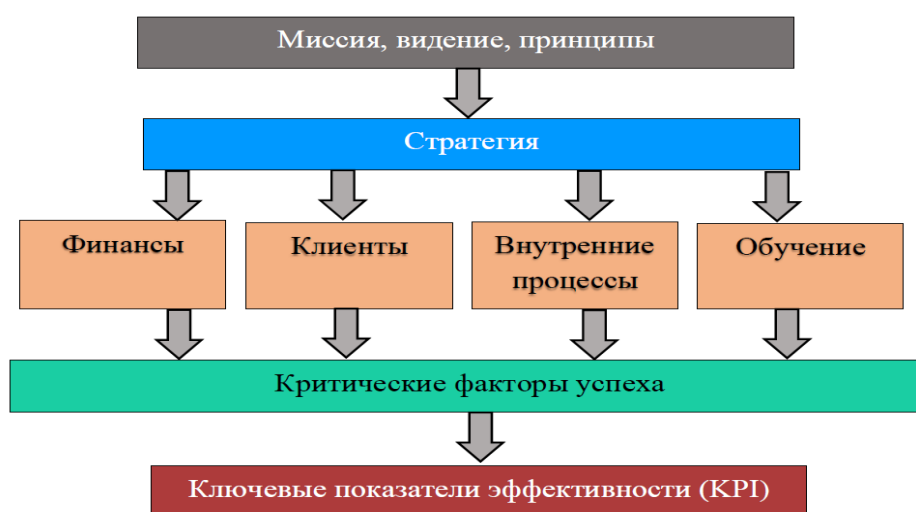 Миссия, видение, принципы
Стратегия
Финансы
Клиенты
Внутренние
процессы
Обучение
Критические факторы успеха
Ключевые показатели эффективности (KPI)